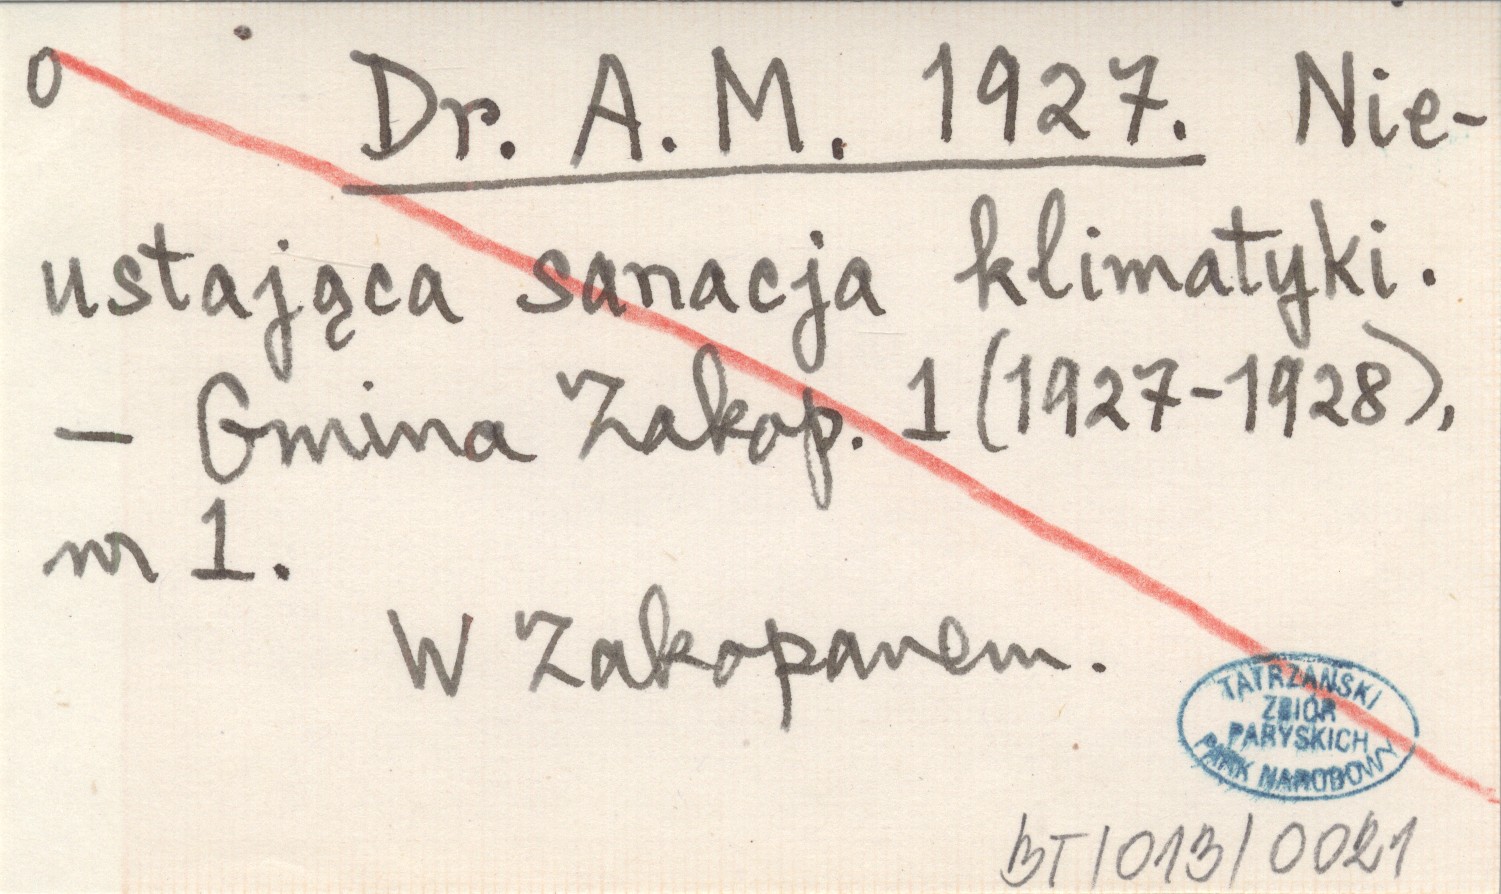 0 Dr. A. M. 1927. Nie-
ustająca sanacja klimatyki.
– Gmina Zakop. 1 (1927-1928),
nr 1.
W Zakopanem.
TATRZAŃSKI
ZBIÓR
PARYSKICH
PARK NARODOWY
BT/013/0021